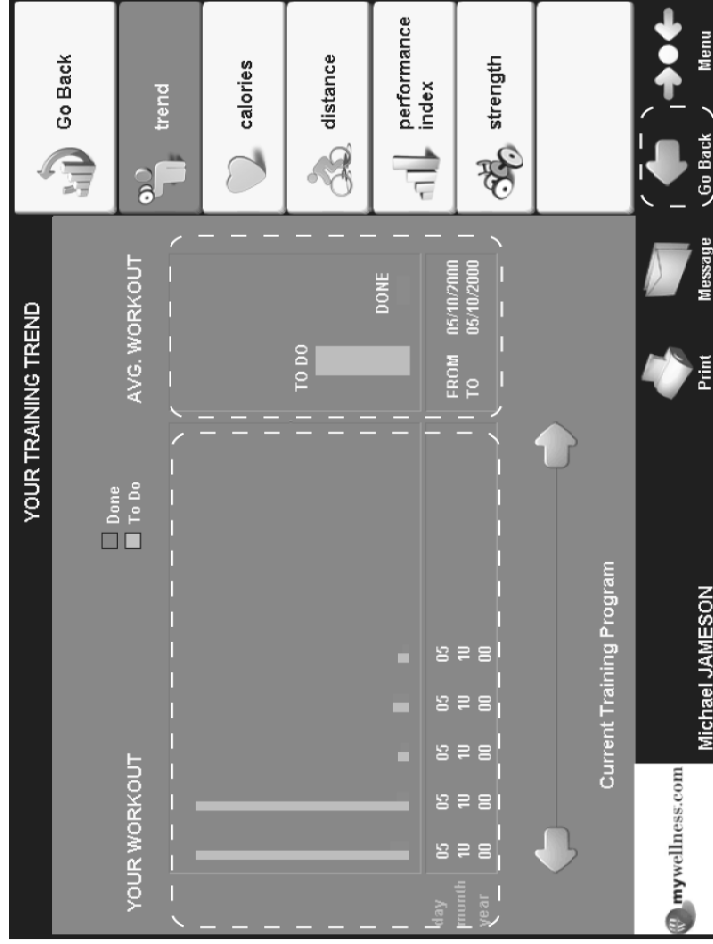 YOUR TRAINING TREND
Go Back
trend
calories
distance
performance
index
strength
Done
To Do
YOUR WORKOUT
AVG. WORKOUT
TO DO
DONE
day 05 05 05 05 05
month 10 10 10 10 10
year 00 00 00 00 00
FROM 05/10/2000
TO 05/10/2000
Current Training Program
mywellness.com
Michael JAMESON
Print
Message
Go Back
Menu